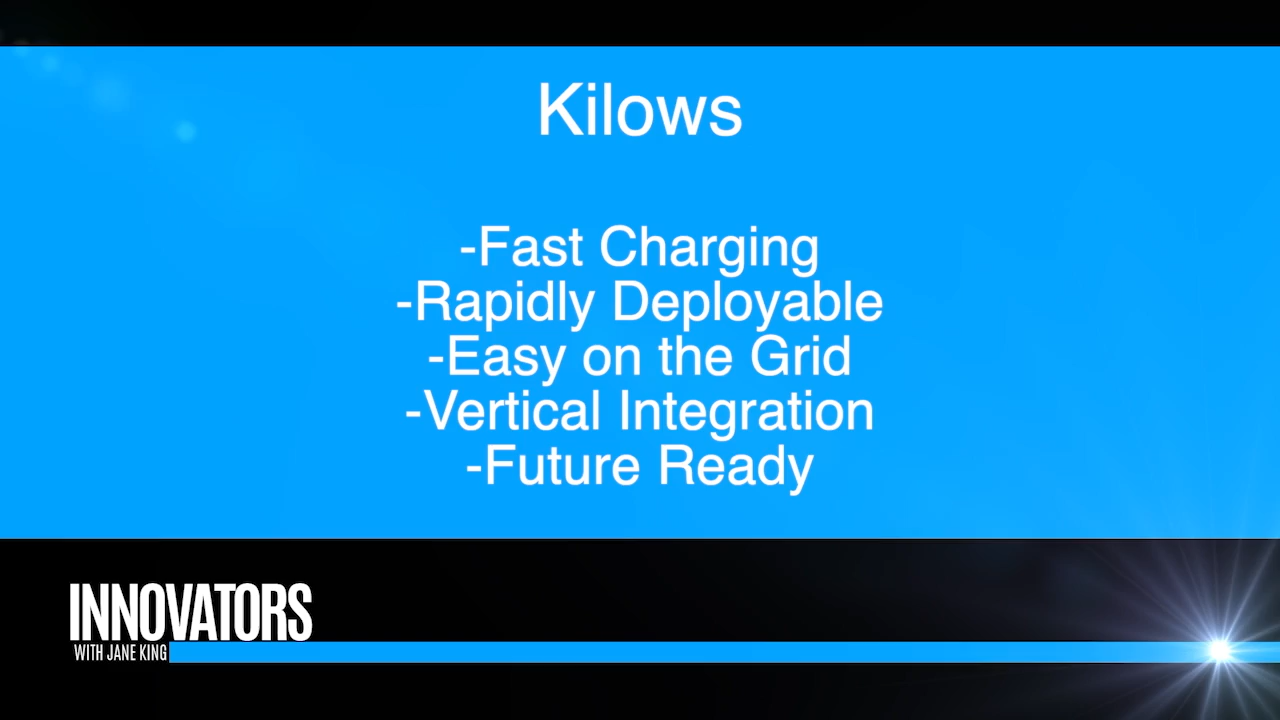 Kilows
-Fast Charging
-Rapidly Deployable
-Easy on the Grid
-Vertical Integration
-Future Ready
INNOVATORS
WITH JANE KING